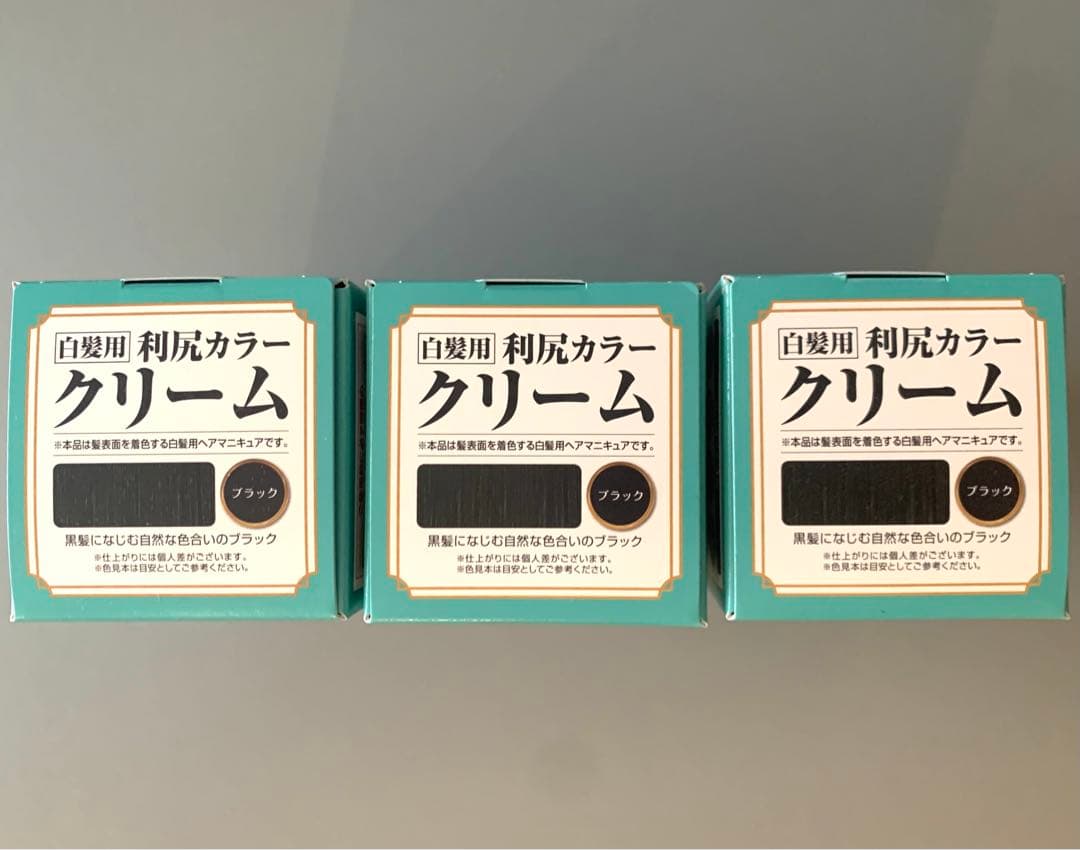 白髪用 利尻カラー
クリーム
※本品は髪表面を着色する白髪用ヘアマニキュアです。
ブラック
黒髪になじむ自然な色合いのブラック
※仕上がりには個人差がございます。
※色見本は目安としてご参考ください。
白髪用 利尻カラー
クリーム
※本品は髪表面を着色する白髪用ヘアマニキュアです。
ブラック
黒髪になじむ自然な色合いのブラック
※仕上がりには個人差がございます。
※色見本は目安としてご参考ください。
白髪用 利尻カラー
クリーム
※本品は髪表面を着色する白髪用ヘアマニキュアです。
ブラック
黒髪になじむ自然な色合いのブラック
※仕上がりには個人差がございます。
※色見本は目安としてご参考ください。